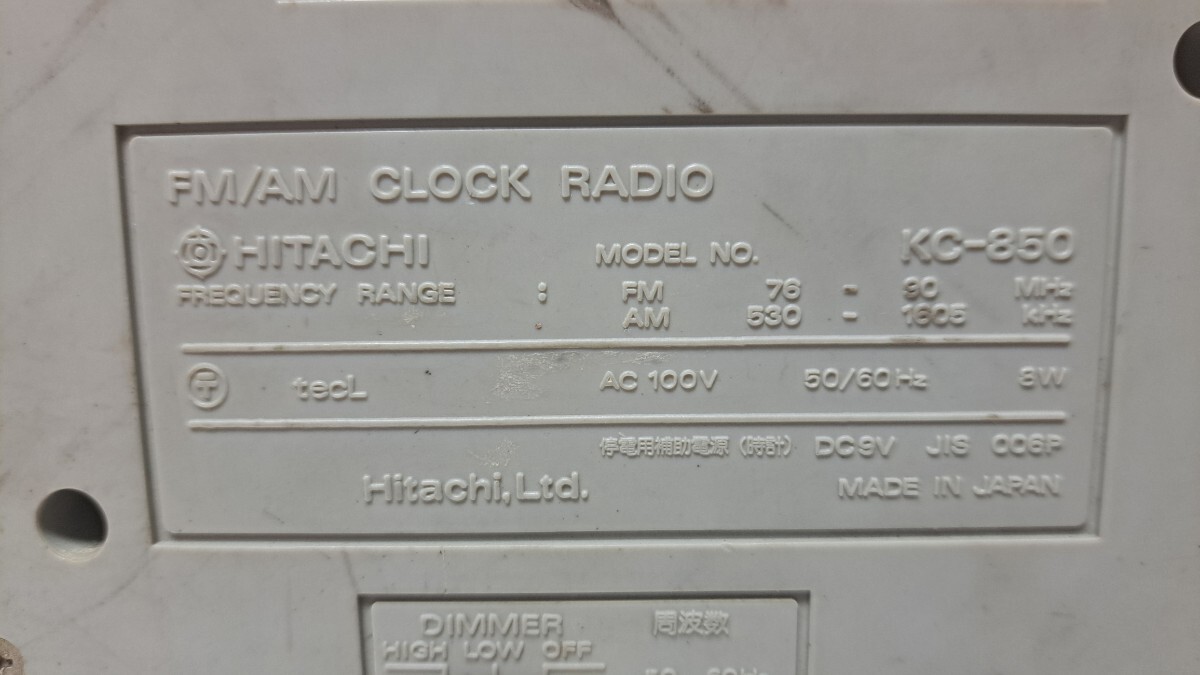 FM/AM CLOCK RADIO
HITACHI MODEL NO. KC-850
FREQUENCY RANGE : FM 76 - 90 MHz
: AM 530 - 1605 kHz
T tecL AC 100V 50/60Hz 8W
停電用補助電源(時計) DC9V JIS 006P
Hitachi, Ltd. MADE IN JAPAN
DIMMER 周波数
HIGH LOW OFF